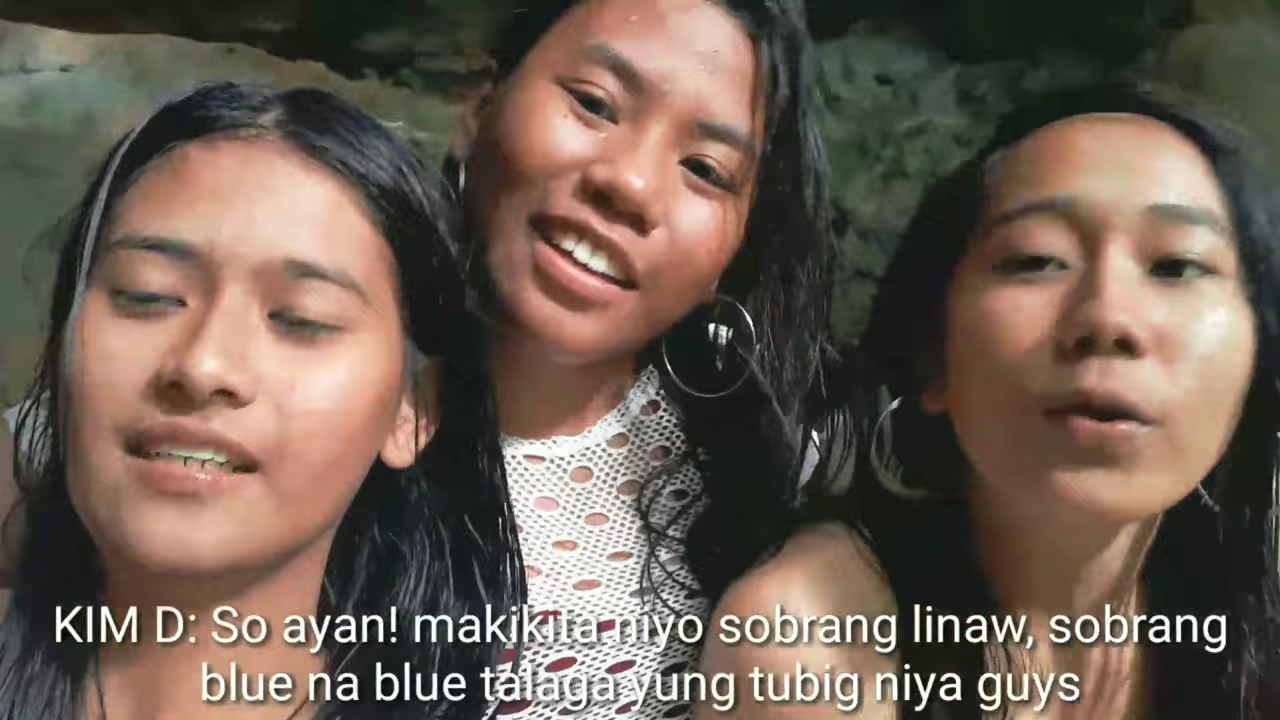 KIM D: So ayan! makikita niyo sobrang linaw, sobrang
blue na blue talaga yung tubig niya guys